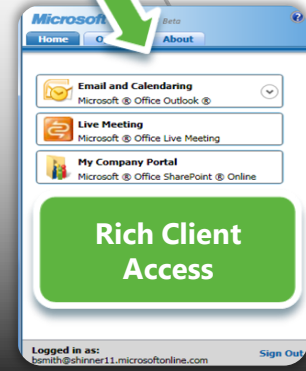 Microsoft
Beta
Home
O
About
Email and Calendaring
Microsoft ® Office Outlook ®
Live Meeting
Microsoft ® Office Live Meeting
My Company Portal
Microsoft ® Office SharePoint ® Online
Rich Client
Access
Logged in as:
bsmith@shinner11.microsoftonline.com
Sign Out